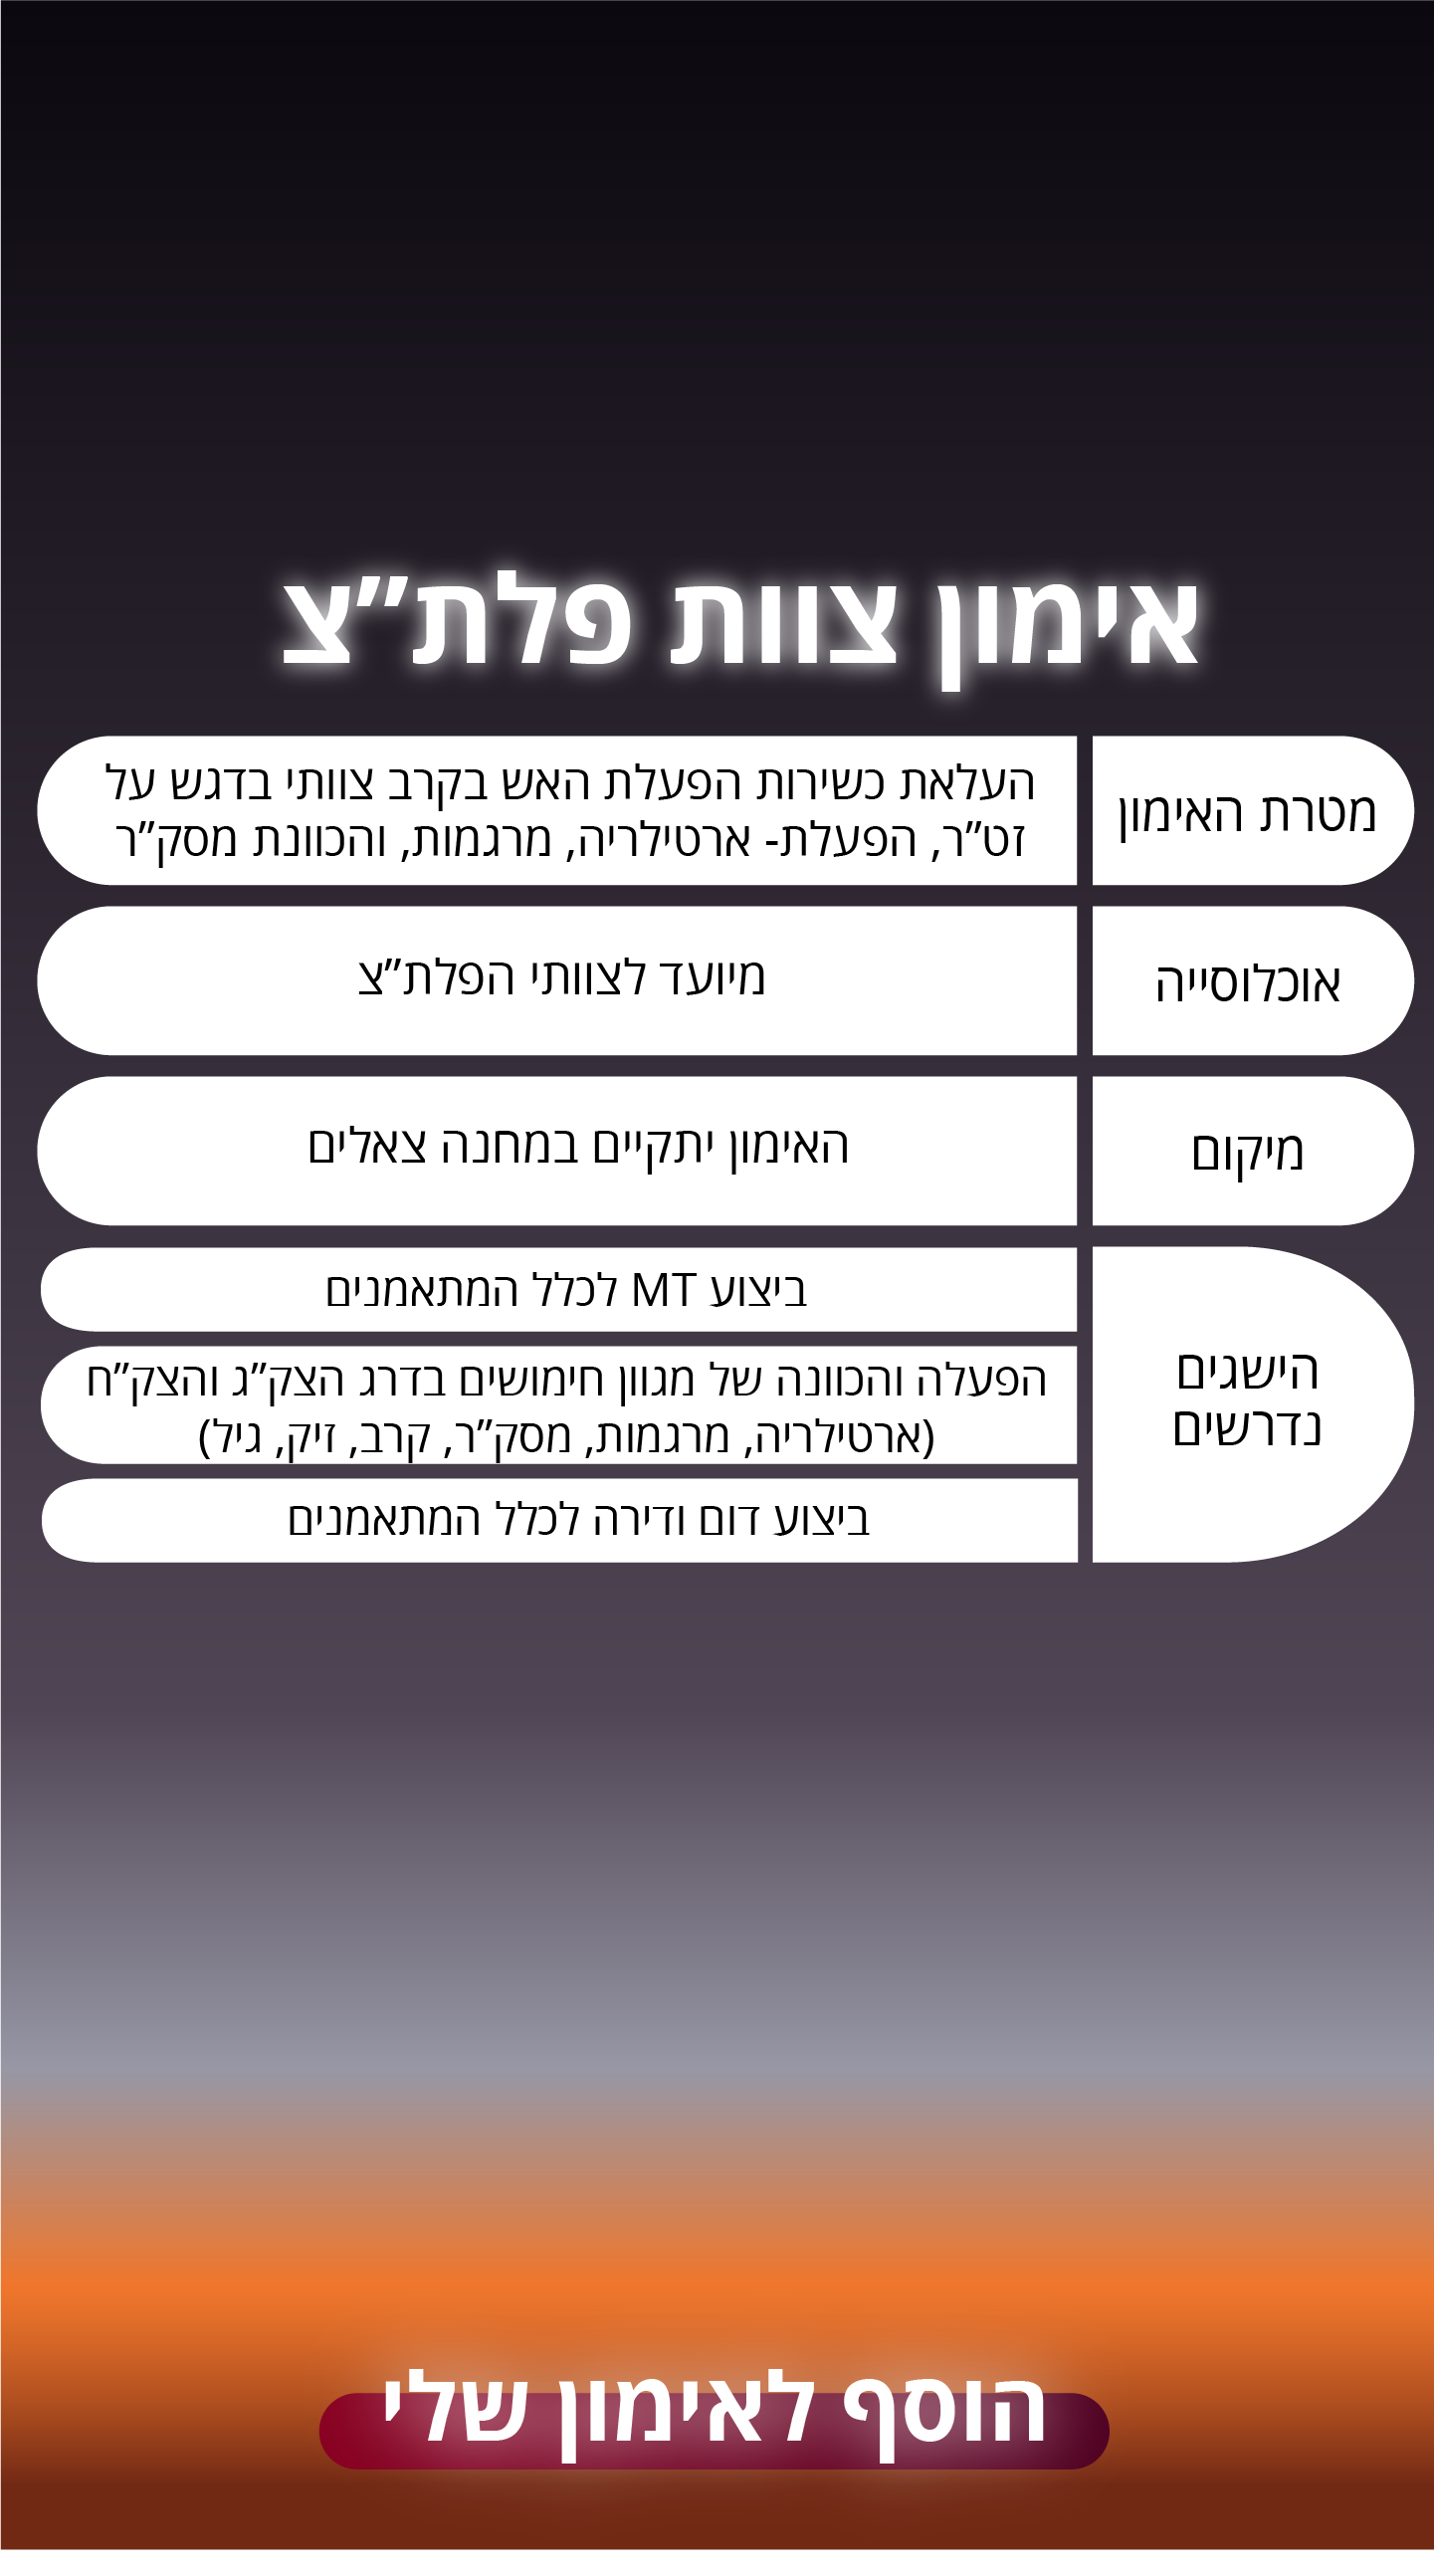 אימון צוות פלת״צ
מטרת האימון
העלאת כשירות הפעלת האש בקרב צוותי בדגש על
זט״ר, הפעלת- ארטילריה, מרגמות, והכוונת מסק״ר
אוכלוסייה
מיועד לצוותי הפלת״צ
מיקום
האימון יתקיים במחנה צאלים
הישגים
נדרשים
ביצוע MT לכלל המתאמנים
הפעלה והכוונה של מגוון חימושים בדרג הצק״ג והצק״ח
(ארטילריה, מרגמות, מסק״ר, קרב, זיק, גיל)
ביצוע דום ודירה לכלל המתאמנים
הוסף לאימון שלי